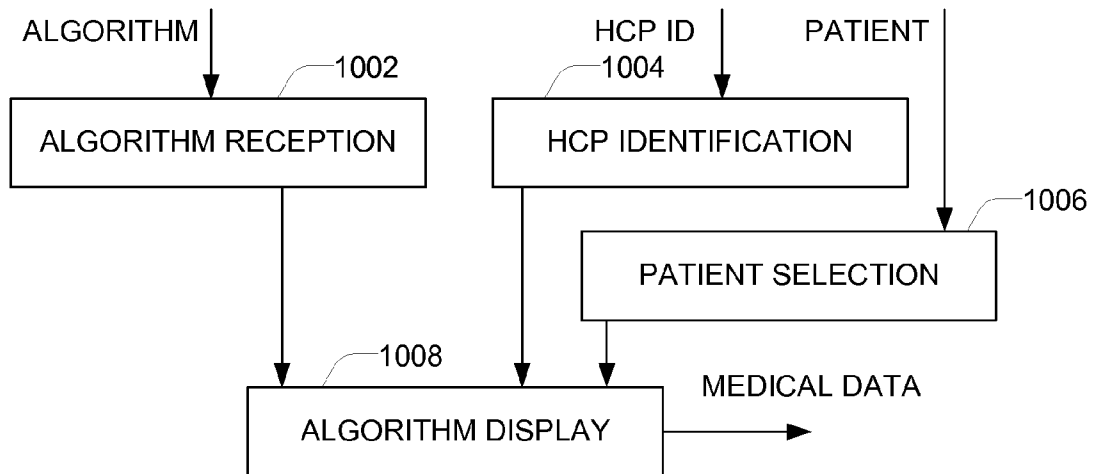 ALGORITHM
HCP ID
PATIENT
1002
1004
ALGORITHM RECEPTION
HCP IDENTIFICATION
1006
PATIENT SELECTION
1008
MEDICAL DATA
ALGORITHM DISPLAY